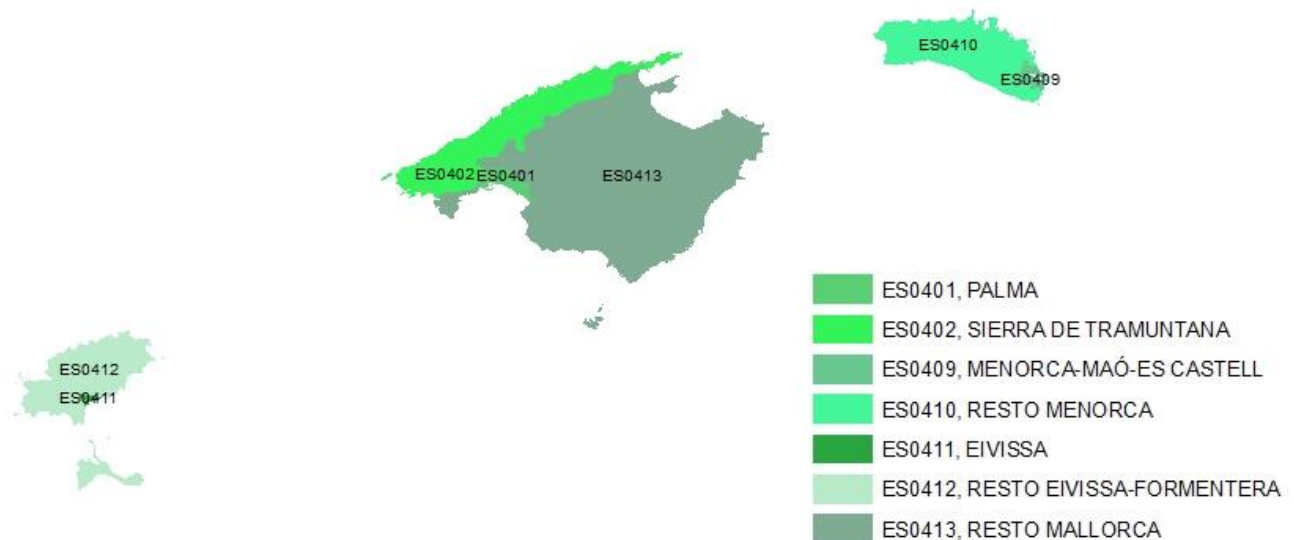 ES0410
ES0409
ES0402
ES0401
ES0413
ES0412
ES0411
ES0401, PALMA
ES0402, SIERRA DE TRAMUNTANA
ES0409, MENORCA-MAÓ-ES CASTELL
ES0410, RESTO MENORCA
ES0411, EIVISSA
ES0412, RESTO EIVISSA-FORMENTERA
ES0413, RESTO MALLORCA